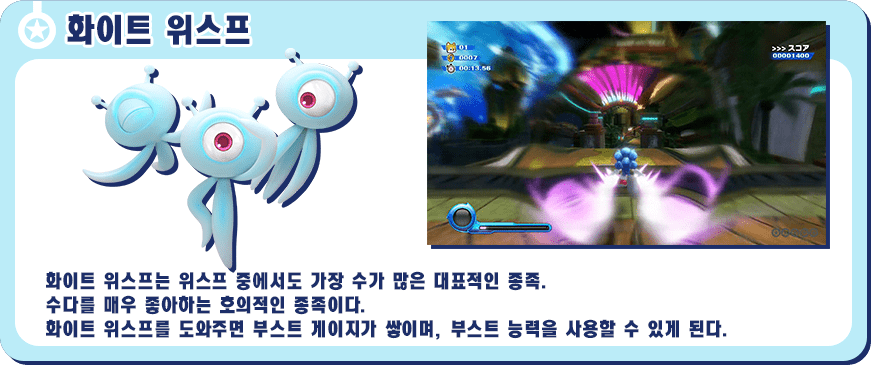 화이트 위스프
01
0007
00:13.86
>>> スコア
00001400
화이트 위스프는 위스프 중에서도 가장 수가 많은 대표적인 종족.
수다를 매우 좋아하는 호의적인 종족이다.
화이트 위스프를 도와주면 부스트 게이지가 쌓이며, 부스트 능력을 사용할 수 있게 된다.